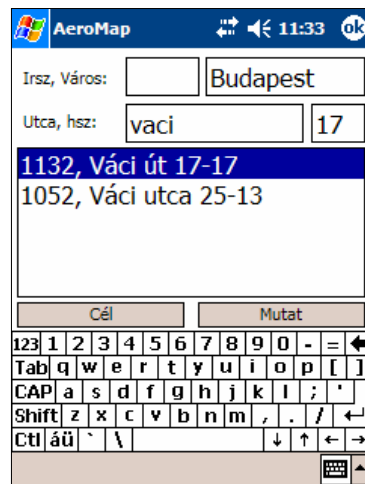 AeroMap 11:33 ok
Irsz, Város: Budapest
Utca, hsz: vaci 17
1132, Váci út 17-17
1052, Váci utca 25-13
Cél Mutat
123 1 2 3 4 5 6 7 8 9 0 - =
Tab q w e r t y u i o p [ ]
CAP a s d f g h j k l ; '
Shift z x c v b n m , . /
Ctl áü ` \ ↓ ↑ ← →